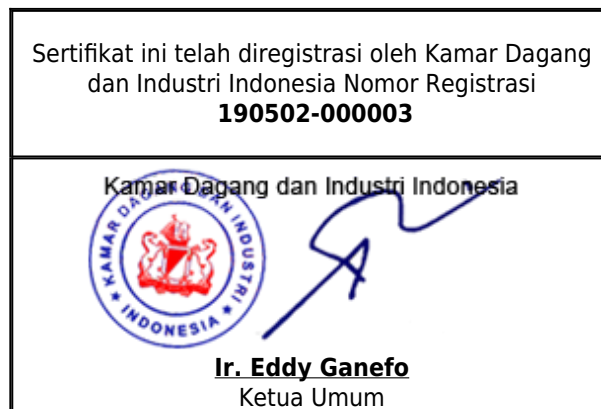 Sertifikat ini telah diregistrasi oleh Kamar Dagang
dan Industri Indonesia Nomor Registrasi
190502-000003
Kamar Dagang dan Industri Indonesia
KAMAR DAGANG DAN INDUSTRI
INDONESIA
Ir. Eddy Ganefo
Ketua Umum